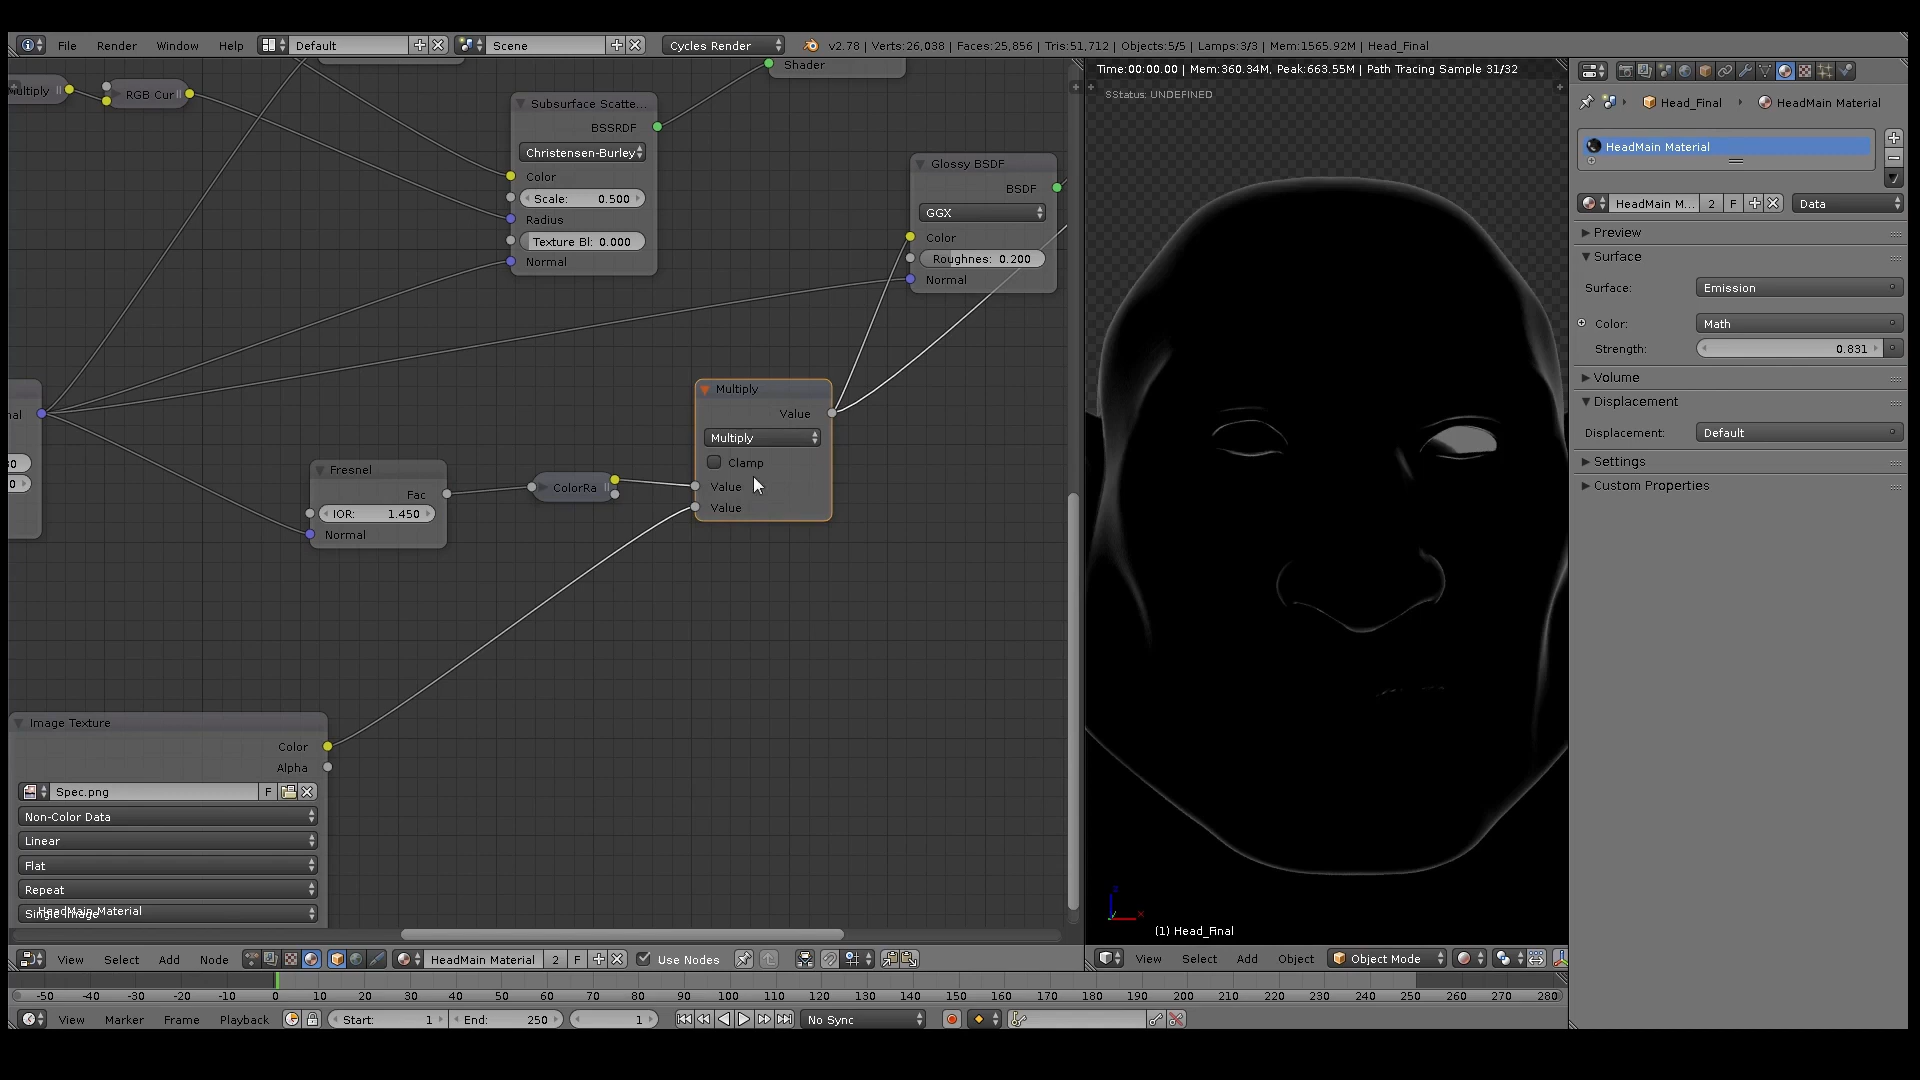 File Render Window Help Default Scene Cycles Render v2.78 | Verts:26,038 | Faces:25,856 | Tris:51,712 | Objects:5/5 | Lamps:3/3 | Mem:1565.92M | Head_Final
Shader
Time:00:00.00 | Mem:360.34M, Peak:663.55M | Path Tracing Sample 31/32
SStatus: UNDEFINED
RGB Cur
Subsurface Scatte...
BSSRDF
Christensen-Burley
Color
Scale: 0.500
Radius
Texture Bl: 0.000
Normal
Glossy BSDF
BSDF
GGX
Color
Roughness: 0.200
Normal
Multiply
Value
Multiply
Clamp
Value
Value
Fresnel
Fac
IOR: 1.450
Normal
ColorRa
Image Texture
Color
Alpha
Spec.png F
Non-Color Data
Linear
Flat
Repeat
Single Image
HeadMain Material
(1) Head_Final
Head_Final HeadMain Material
HeadMain Material
HeadMain M... 2 F Data
Preview
Surface
Surface: Emission
Color: Math
Strength: 0.831
Volume
Displacement
Displacement: Default
Settings
Custom Properties
View Select Add Node HeadMain Material 2 F Use Nodes
View Select Add Object Object Mode
-50 -40 -30 -20 -10 0 10 20 30 40 50 60 70 80 90 100 110 120 130 140 150 160 170 180 190 200 210 220 230 240 250 260 270 280
View Marker Frame Playback Start: 1 End: 250 1 No Sync